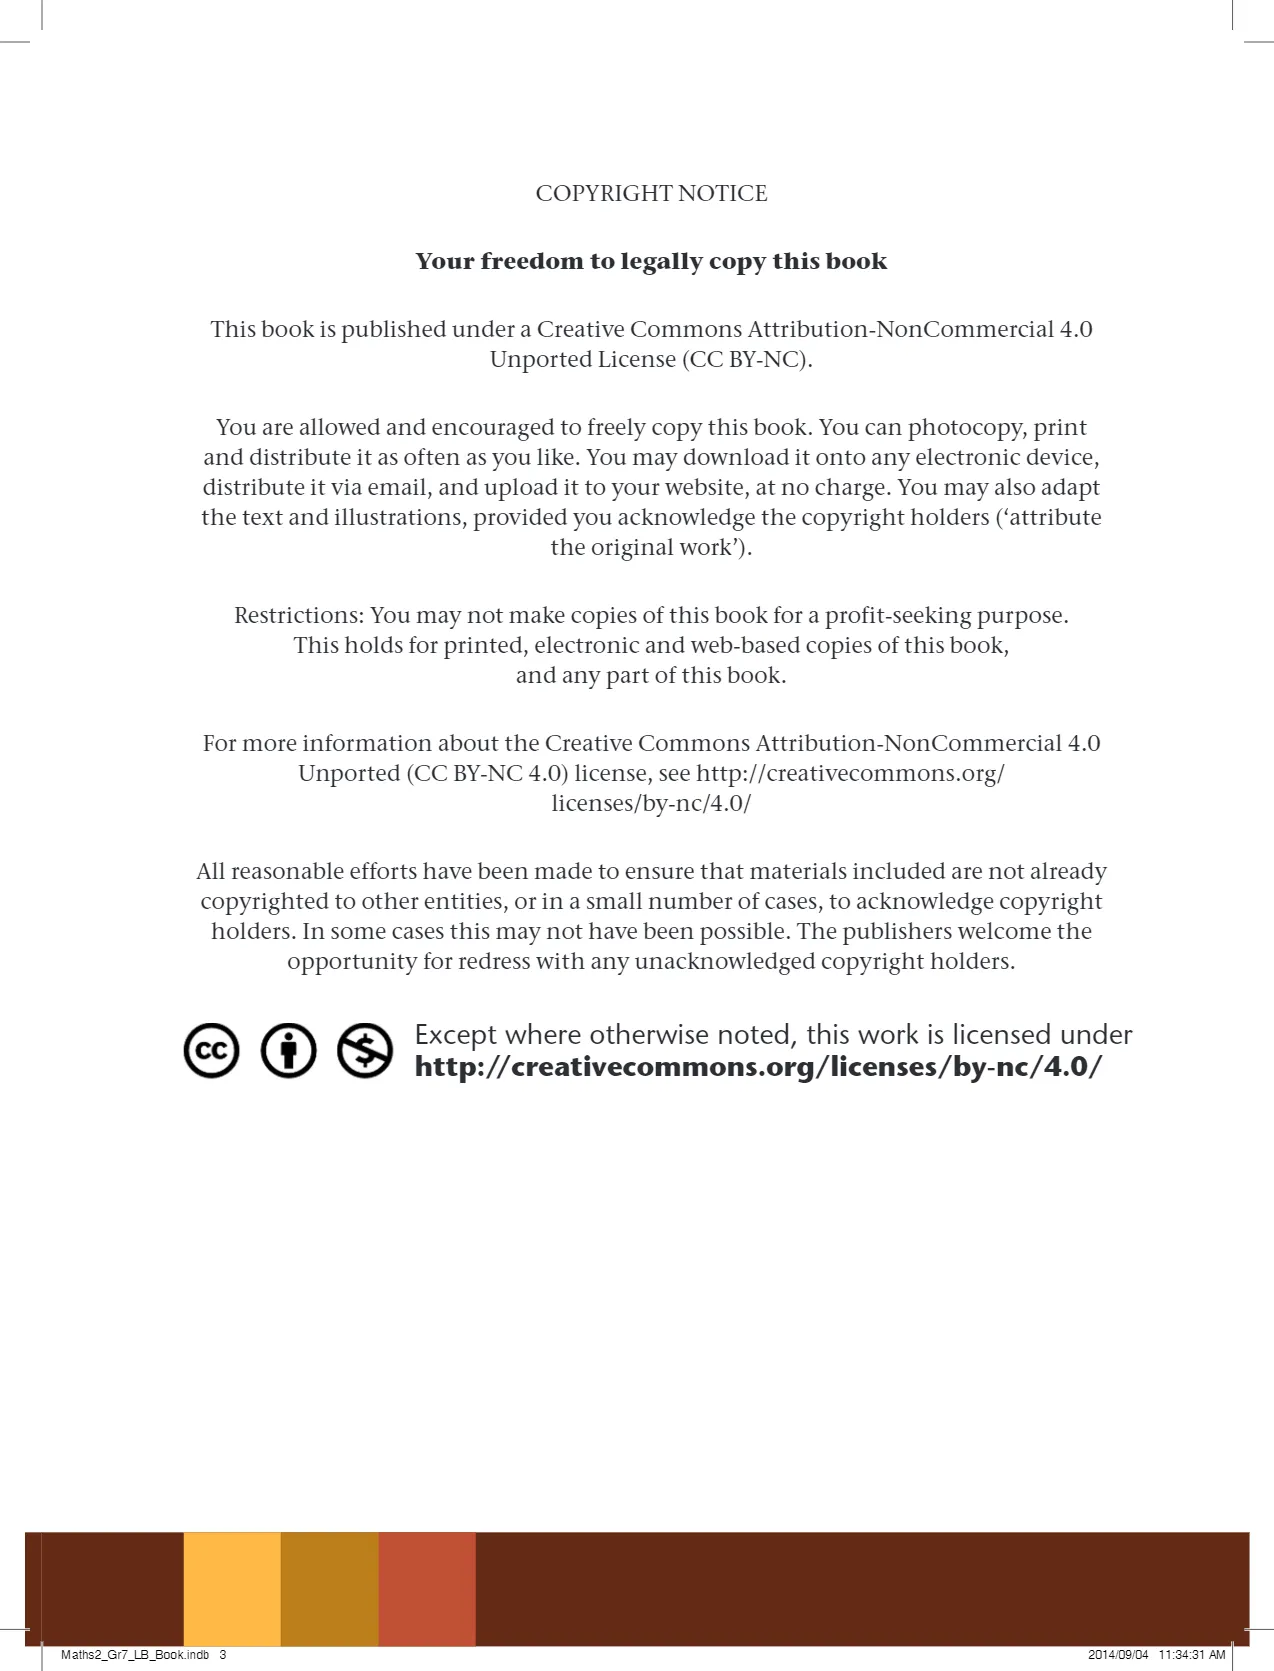 COPYRIGHT NOTICE
Your freedom to legally copy this book
This book is published under a Creative Commons Attribution-NonCommercial 4.0
Unported License (CC BY-NC).
You are allowed and encouraged to freely copy this book. You can photocopy, print
and distribute it as often as you like. You may download it onto any electronic device,
distribute it via email, and upload it to your website, at no charge. You may also adapt
the text and illustrations, provided you acknowledge the copyright holders (‘attribute
the original work’).
Restrictions: You may not make copies of this book for a profit-seeking purpose.
This holds for printed, electronic and web-based copies of this book,
and any part of this book.
For more information about the Creative Commons Attribution-NonCommercial 4.0
Unported (CC BY-NC 4.0) license, see http://creativecommons.org/
licenses/by-nc/4.0/
All reasonable efforts have been made to ensure that materials included are not already
copyrighted to other entities, or in a small number of cases, to acknowledge copyright
holders. In some cases this may not have been possible. The publishers welcome the
opportunity for redress with any unacknowledged copyright holders.
cc $ Except where otherwise noted, this work is licensed under
http://creativecommons.org/licenses/by-nc/4.0/
Maths2_Gr7_LB_Book.indb 3 2014/09/04 11:34:31 AM